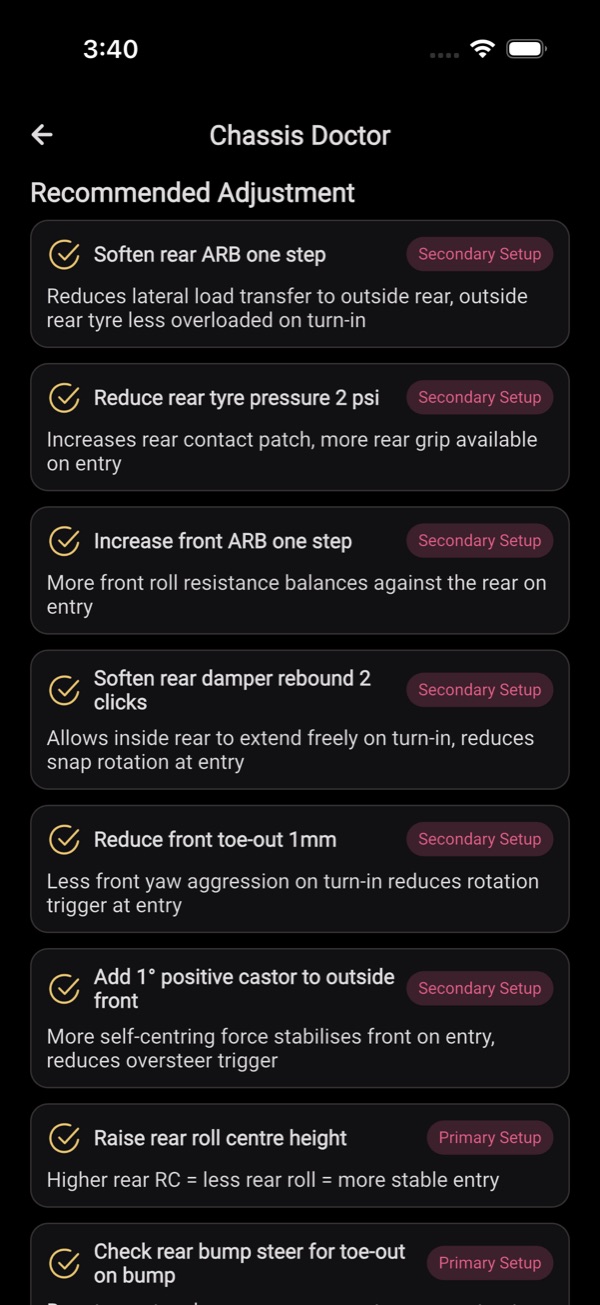 3:40
Chassis Doctor
Recommended Adjustment
Soften rear ARB one step
Secondary Setup
Reduces lateral load transfer to outside rear, outside
rear tyre less overloaded on turn-in
Reduce rear tyre pressure 2 psi
Secondary Setup
Increases rear contact patch, more rear grip available
on entry
Increase front ARB one step
Secondary Setup
More front roll resistance balances against the rear on
entry
Soften rear damper rebound 2
clicks
Secondary Setup
Allows inside rear to extend freely on turn-in, reduces
snap rotation at entry
Reduce front toe-out 1mm
Secondary Setup
Less front yaw aggression on turn-in reduces rotation
trigger at entry
Add 1° positive castor to outside
front
Secondary Setup
More self-centring force stabilises front on entry,
reduces oversteer trigger
Raise rear roll centre height
Primary Setup
Higher rear RC = less rear roll = more stable entry
Check rear bump steer for toe-out
on bump
Primary Setup